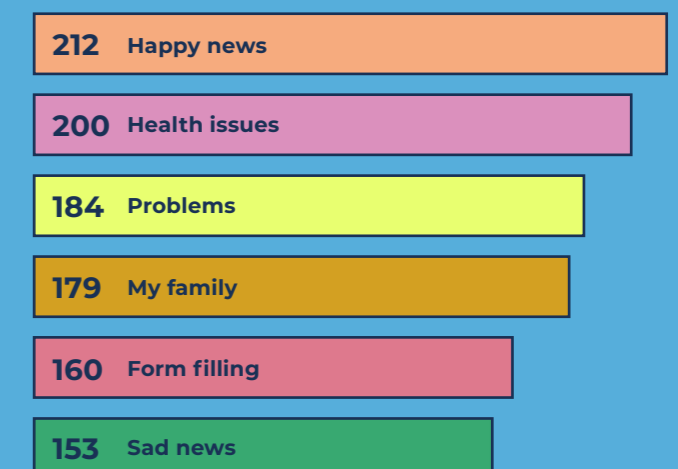 212 Happy news
200 Health issues
184 Problems
179 My family
160 Form filling
153 Sad news